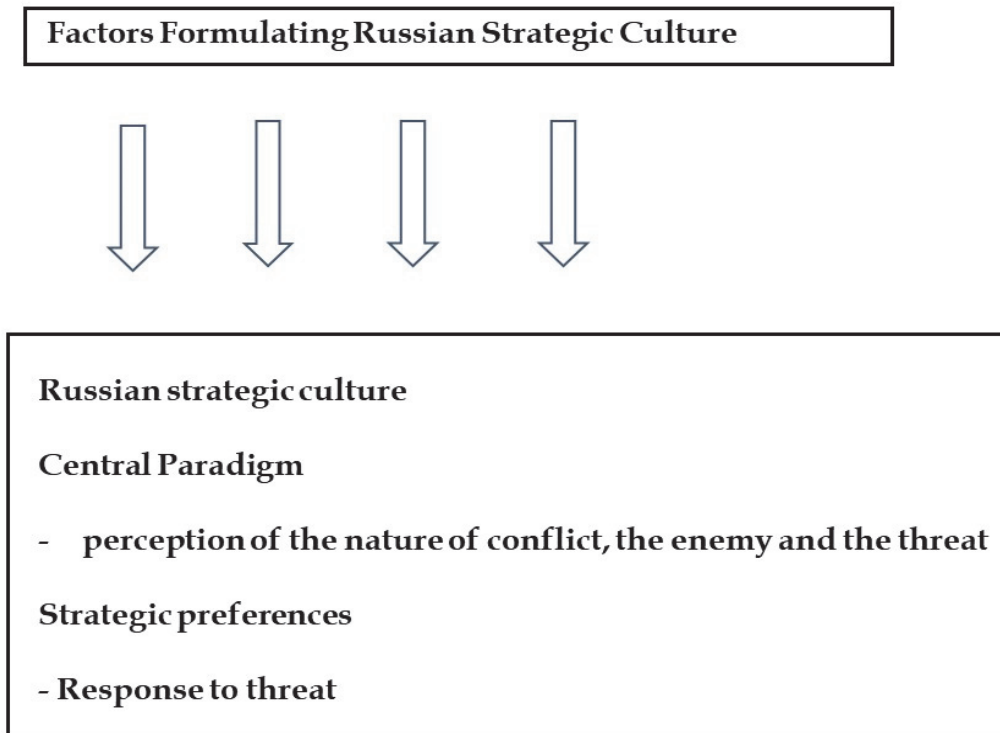 Factors Formulating Russian Strategic Culture
Russian strategic culture
Central Paradigm
- perception of the nature of conflict, the enemy and the threat
Strategic preferences
- Response to threat